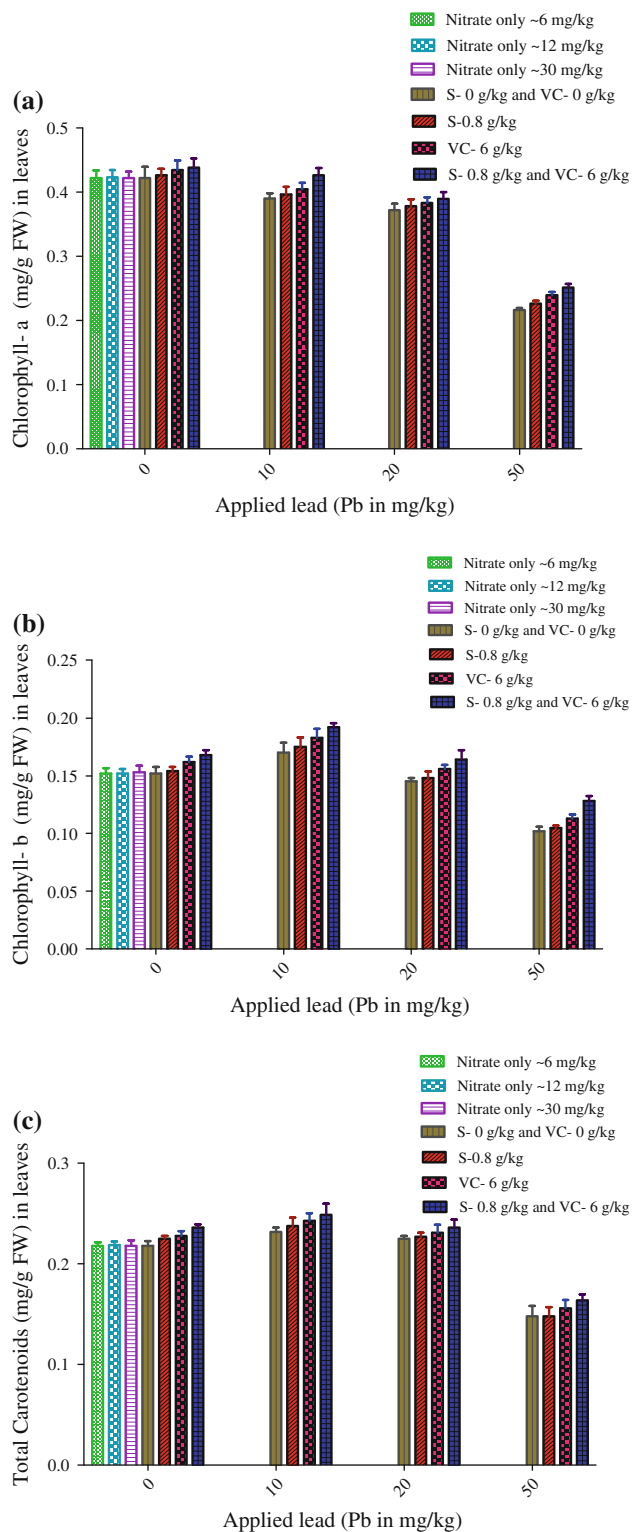 (a)
Nitrate only ~6 mg/kg
Nitrate only ~12 mg/kg
Nitrate only ~30 mg/kg
S- 0 g/kg and VC- 0 g/kg
S-0.8 g/kg
VC- 6 g/kg
S- 0.8 g/kg and VC- 6 g/kg
Chlorophyll- a (mg/g FW) in leaves
0.5
0.4
0.3
0.2
0.1
0.0
0
10
20
50
Applied lead (Pb in mg/kg)
(b)
Nitrate only ~6 mg/kg
Nitrate only ~12 mg/kg
Nitrate only ~30 mg/kg
S- 0 g/kg and VC- 0 g/kg
S-0.8 g/kg
VC- 6 g/kg
S- 0.8 g/kg and VC- 6 g/kg
Chlorophyll- b (mg/g FW) in leaves
0.25
0.20
0.15
0.10
0.05
0.00
0
10
20
50
Applied lead (Pb in mg/kg)
(c)
Nitrate only ~6 mg/kg
Nitrate only ~12 mg/kg
Nitrate only ~30 mg/kg
S- 0 g/kg and VC- 0 g/kg
S-0.8 g/kg
VC- 6 g/kg
S- 0.8 g/kg and VC- 6 g/kg
Total Carotenoids (mg/g FW) in leaves
0.3
0.2
0.1
0.0
0
10
20
50
Applied lead (Pb in mg/kg)